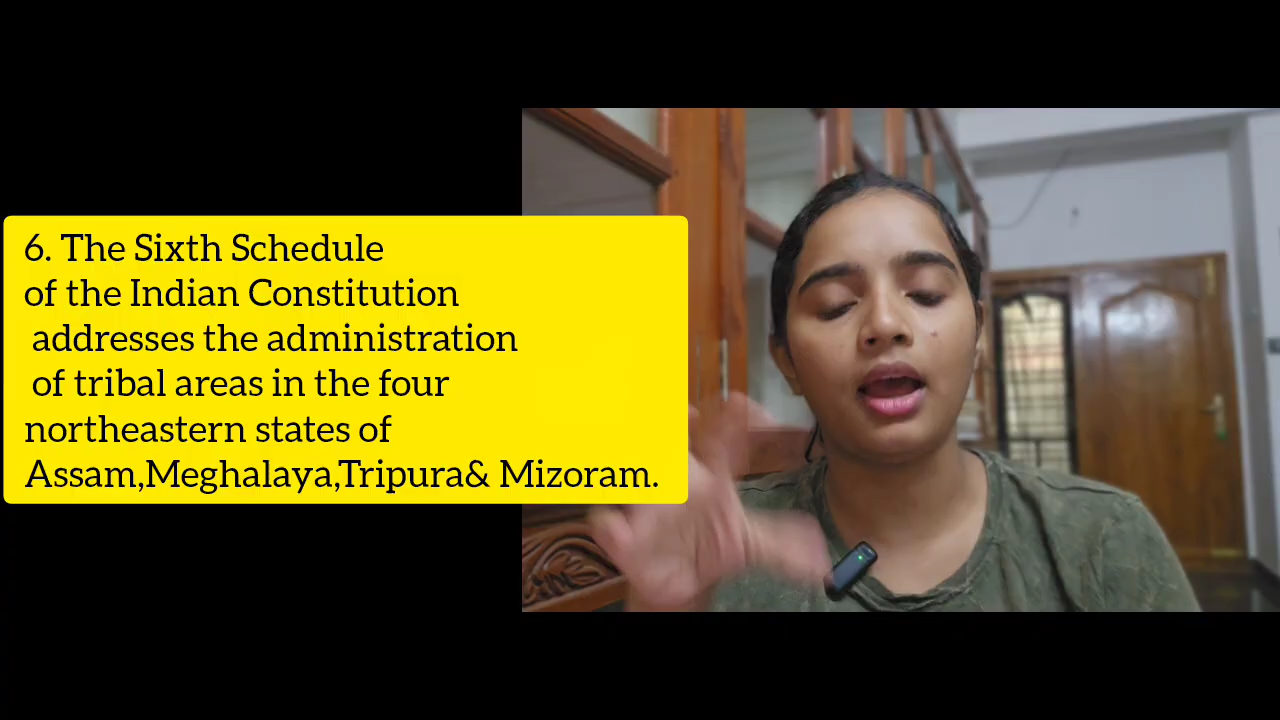 6. The Sixth Schedule
of the Indian Constitution
addresses the administration
of tribal areas in the four
northeastern states of
Assam,Meghalaya,Tripura& Mizoram.